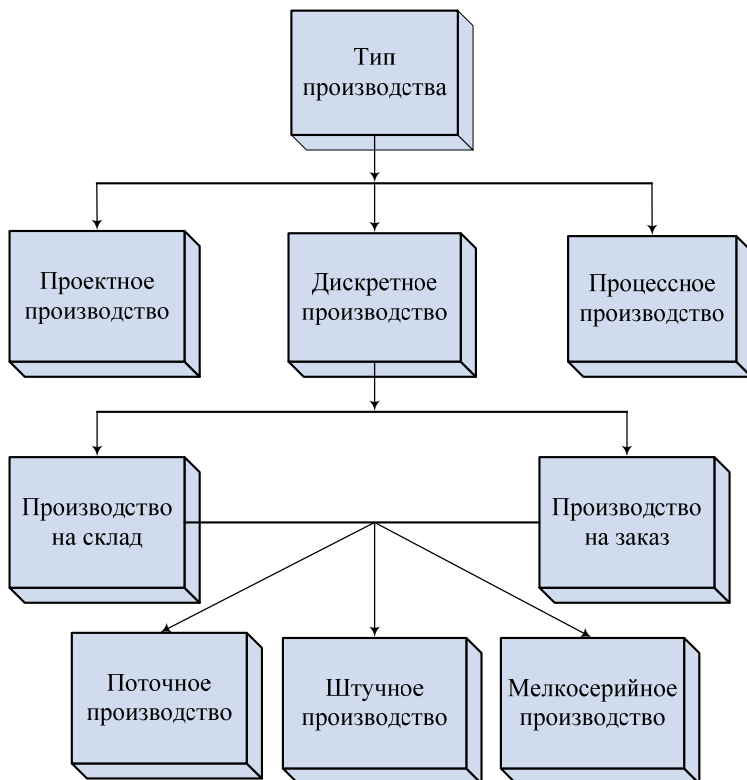 Тип
производства
Проектное
производство
Дискретное
производство
Процессное
производство
Производство
на склад
Производство
на заказ
Поточное
производство
Штучное
производство
Мелкосерийное
производство